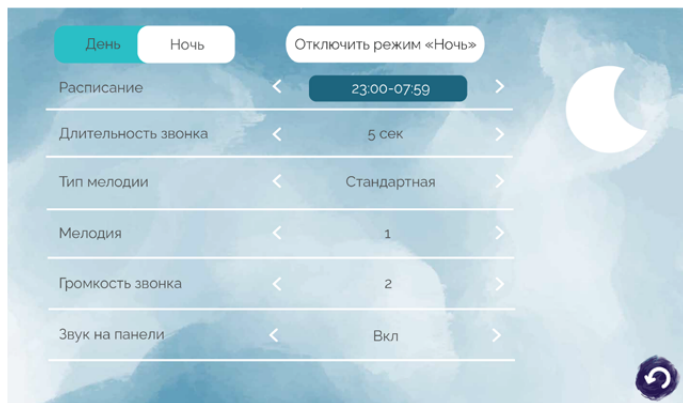 День Ночь Отключить режим «Ночь»
Расписание 23:00-07:59
Длительность звонка 5 сек
Тип мелодии Стандартная
Мелодия 1
Громкость звонка 2
Звук на панели Вкл